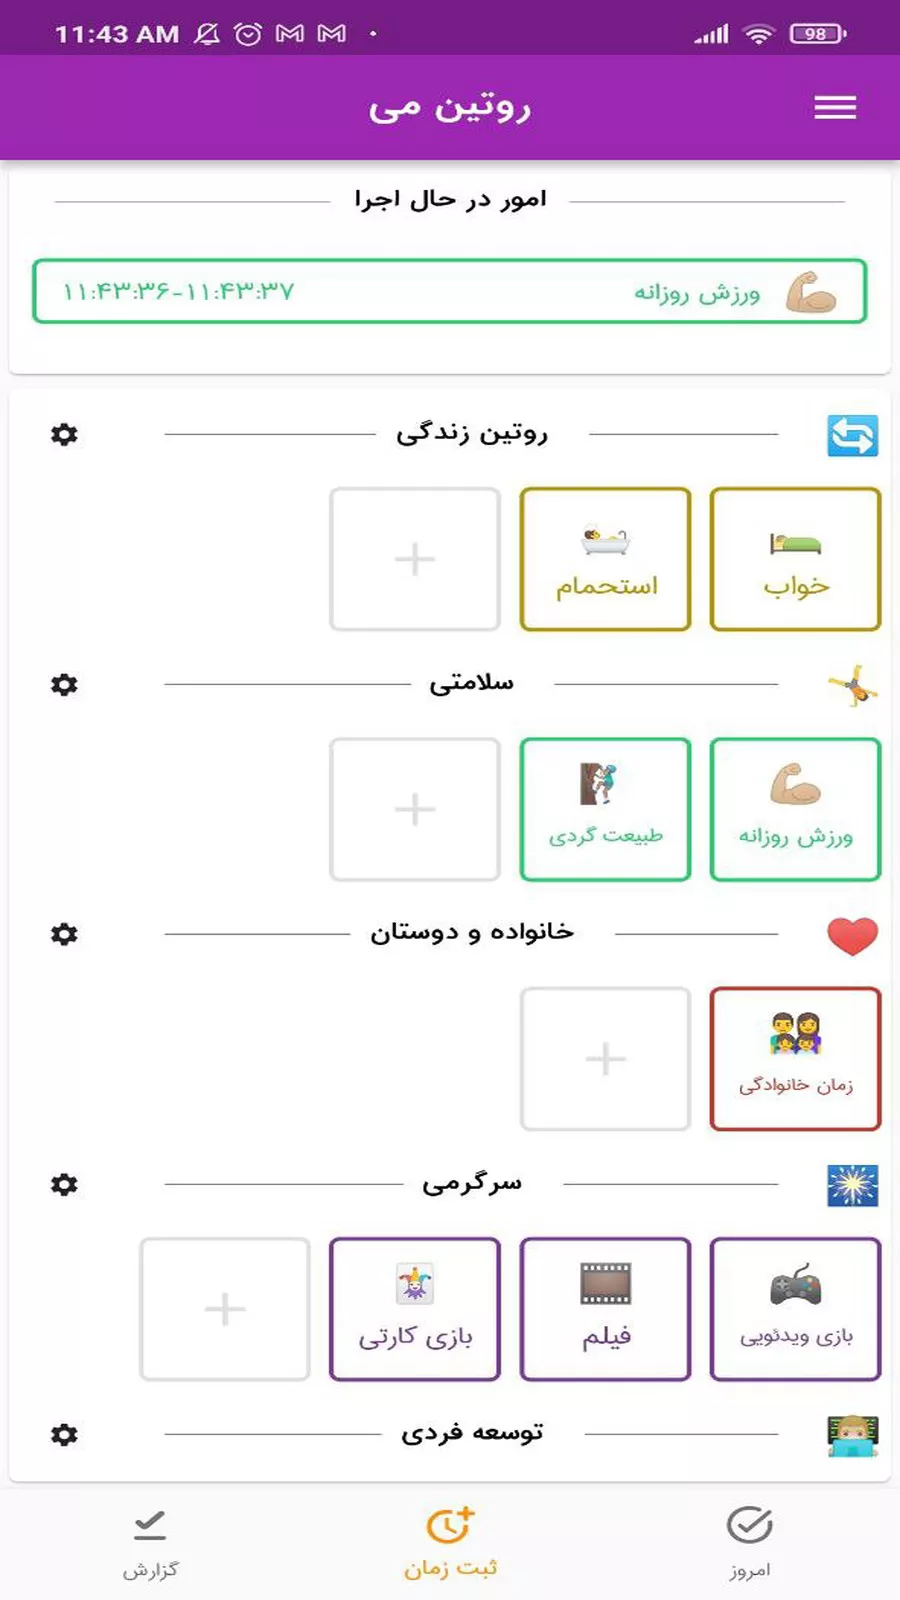 11:43 AM
98
روتین می
امور در حال اجرا
ورزش روزانه
۱۱:۴۳:۳۶-۱۱:۴۳:۳۷
روتین زندگی
خواب
استحمام
سلامتی
ورزش روزانه
طبیعت گردی
خانواده و دوستان
زمان خانوادگی
سرگرمی
بازی ویدئویی
فیلم
بازی کارتی
توسعه فردی
امروز
ثبت زمان
گزارش